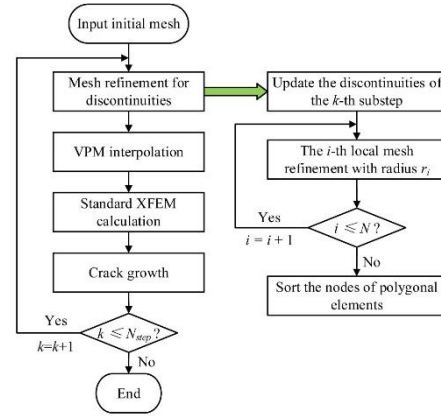 Input initial mesh
Mesh refinement for
discontinuities
VPM interpolation
Standard XFEM
calculation
Crack growth
Yes
k ≤ Nstep?
k=k+1
No
End
Update the discontinuities of
the k-th substep
The i-th local mesh
refinement with radius ri
Yes
i ≤ N?
i = i + 1
No
Sort the nodes of polygonal
elements